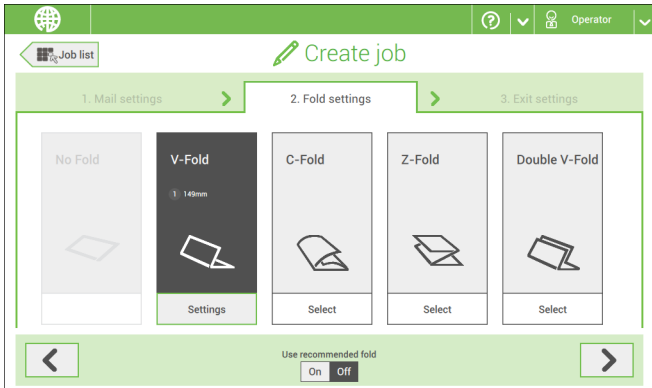 Operator
Job list
Create job
1. Mail settings
2. Fold settings
3. Exit settings
No Fold
V-Fold
1 149mm
Settings
C-Fold
Select
Z-Fold
Select
Double V-Fold
Select
Use recommended fold
On Off